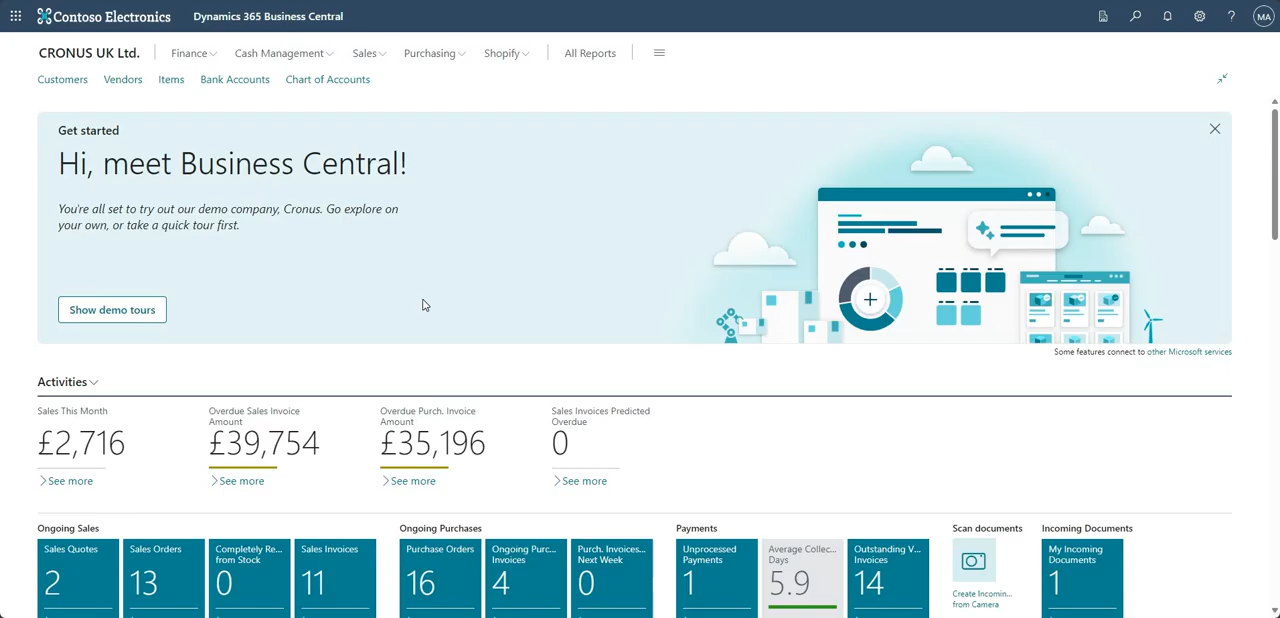 Contoso Electronics Dynamics 365 Business Central MA
CRONUS UK Ltd. Finance Cash Management Sales Purchasing Shopify All Reports
Customers Vendors Items Bank Accounts Chart of Accounts
Get started
Hi, meet Business Central!
You're all set to try out our demo company, Cronus. Go explore on
your own, or take a quick tour first.
Show demo tours
Some features connect to other Microsoft services
Activities
Sales This Month
£2,716
See more
Overdue Sales Invoice
Amount
£39,754
See more
Overdue Purch. Invoice
Amount
£35,196
See more
Sales Invoices Predicted
Overdue
0
See more
Ongoing Sales
Sales Quotes
2
Sales Orders
13
Completely Re...
from Stock
0
Sales Invoices
11
Ongoing Purchases
Purchase Orders
16
Ongoing Purc...
Invoices
4
Purch. Invoices...
Next Week
0
Payments
Unprocessed
Payments
1
Average Collec...
Days
5.9
Outstanding V...
Invoices
14
Scan documents
Create Incomin...
from Camera
Incoming Documents
My Incoming
Documents
1